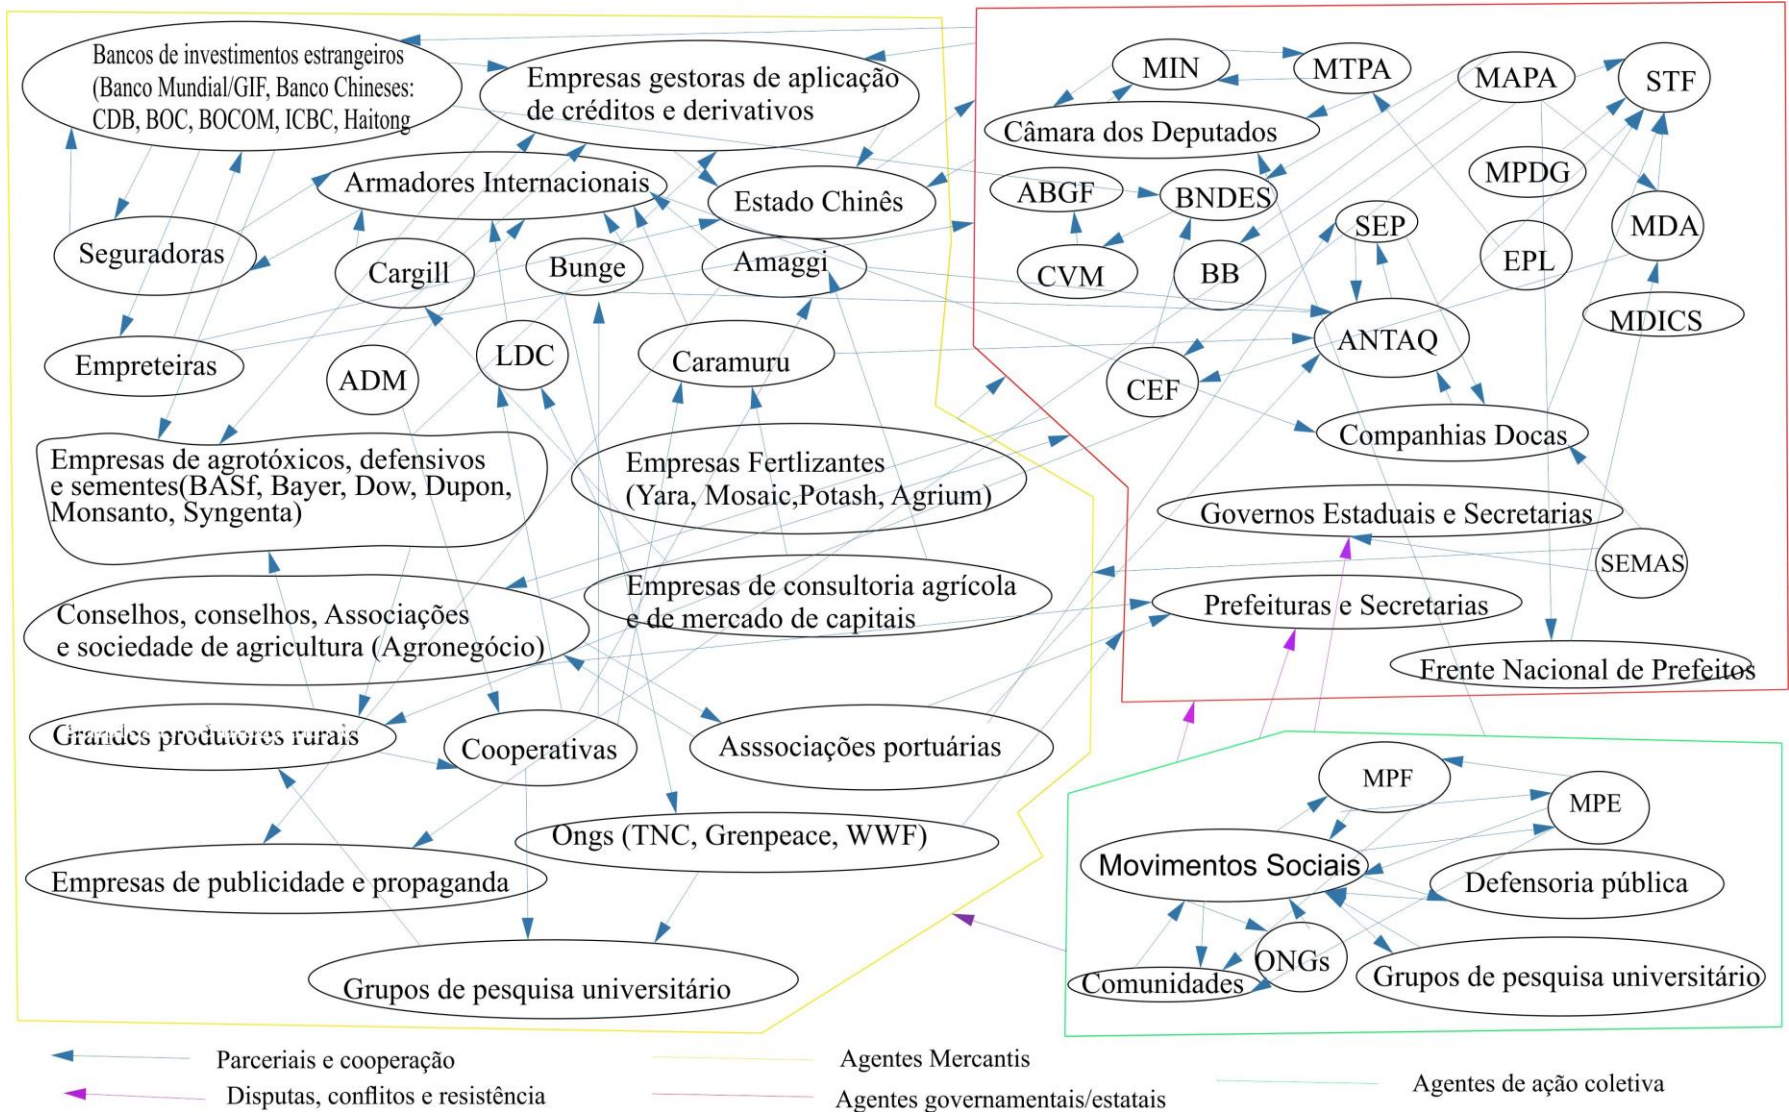 Bancos de investimentos estrangeiros
(Banco Mundial/GIF, Banco Chineses:
CDB, BOC, BOCOM, ICBC, Haitong
Empresas gestoras de aplicação
de créditos e derivativos
Armadores Internacionais
Estado Chinês
Seguradoras
Cargill
Bunge
Amaggi
Empreteiras
ADM
LDC
Caramuru
Empresas de agrotóxicos, defensivos
e sementes(BASf, Bayer, Dow, Dupon,
Monsanto, Syngenta)
Empresas Fertlizantes
(Yara, Mosaic,Potash, Agrium)
Conselhos, conselhos, Associações
e sociedade de agricultura (Agronegócio)
Empresas de consultoria agrícola
e de mercado de capitais
Grandes produtores rurais
Cooperativas
Asssociações portuárias
Ongs (TNC, Grenpeace, WWF)
Empresas de publicidade e propaganda
Grupos de pesquisa universitário
MIN
MTPA
MAPA
STF
Câmara dos Deputados
MPDG
ABGF
BNDES
SEP
MDA
CVM
BB
EPL
MDICS
ANTAQ
CEF
Companhias Docas
Governos Estaduais e Secretarias
SEMAS
Prefeituras e Secretarias
Frente Nacional de Prefeitos
MPF
MPE
Movimentos Sociais
Defensoria pública
ONGs
Comunidades
Grupos de pesquisa universitário
Parceriais e cooperação
Disputas, conflitos e resistência
Agentes Mercantis
Agentes governamentais/estatais
Agentes de ação coletiva